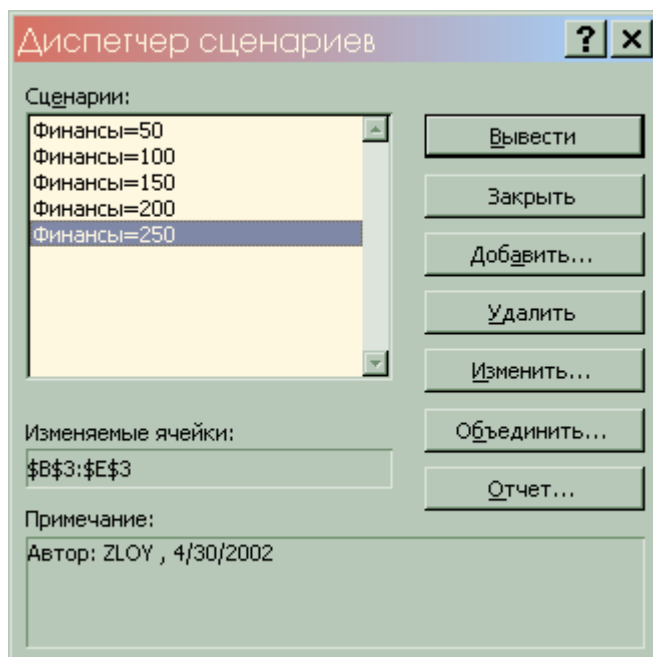 Диспетчер сценариев
Сценарии:
Финансы=50
Финансы=100
Финансы=150
Финансы=200
Финансы=250
Вывести
Закрыть
Добавить...
Удалить
Изменить...
Объединить...
Отчет...
Изменяемые ячейки:
$B$3:$E$3
Примечание:
Автор: ZLOY , 4/30/2002